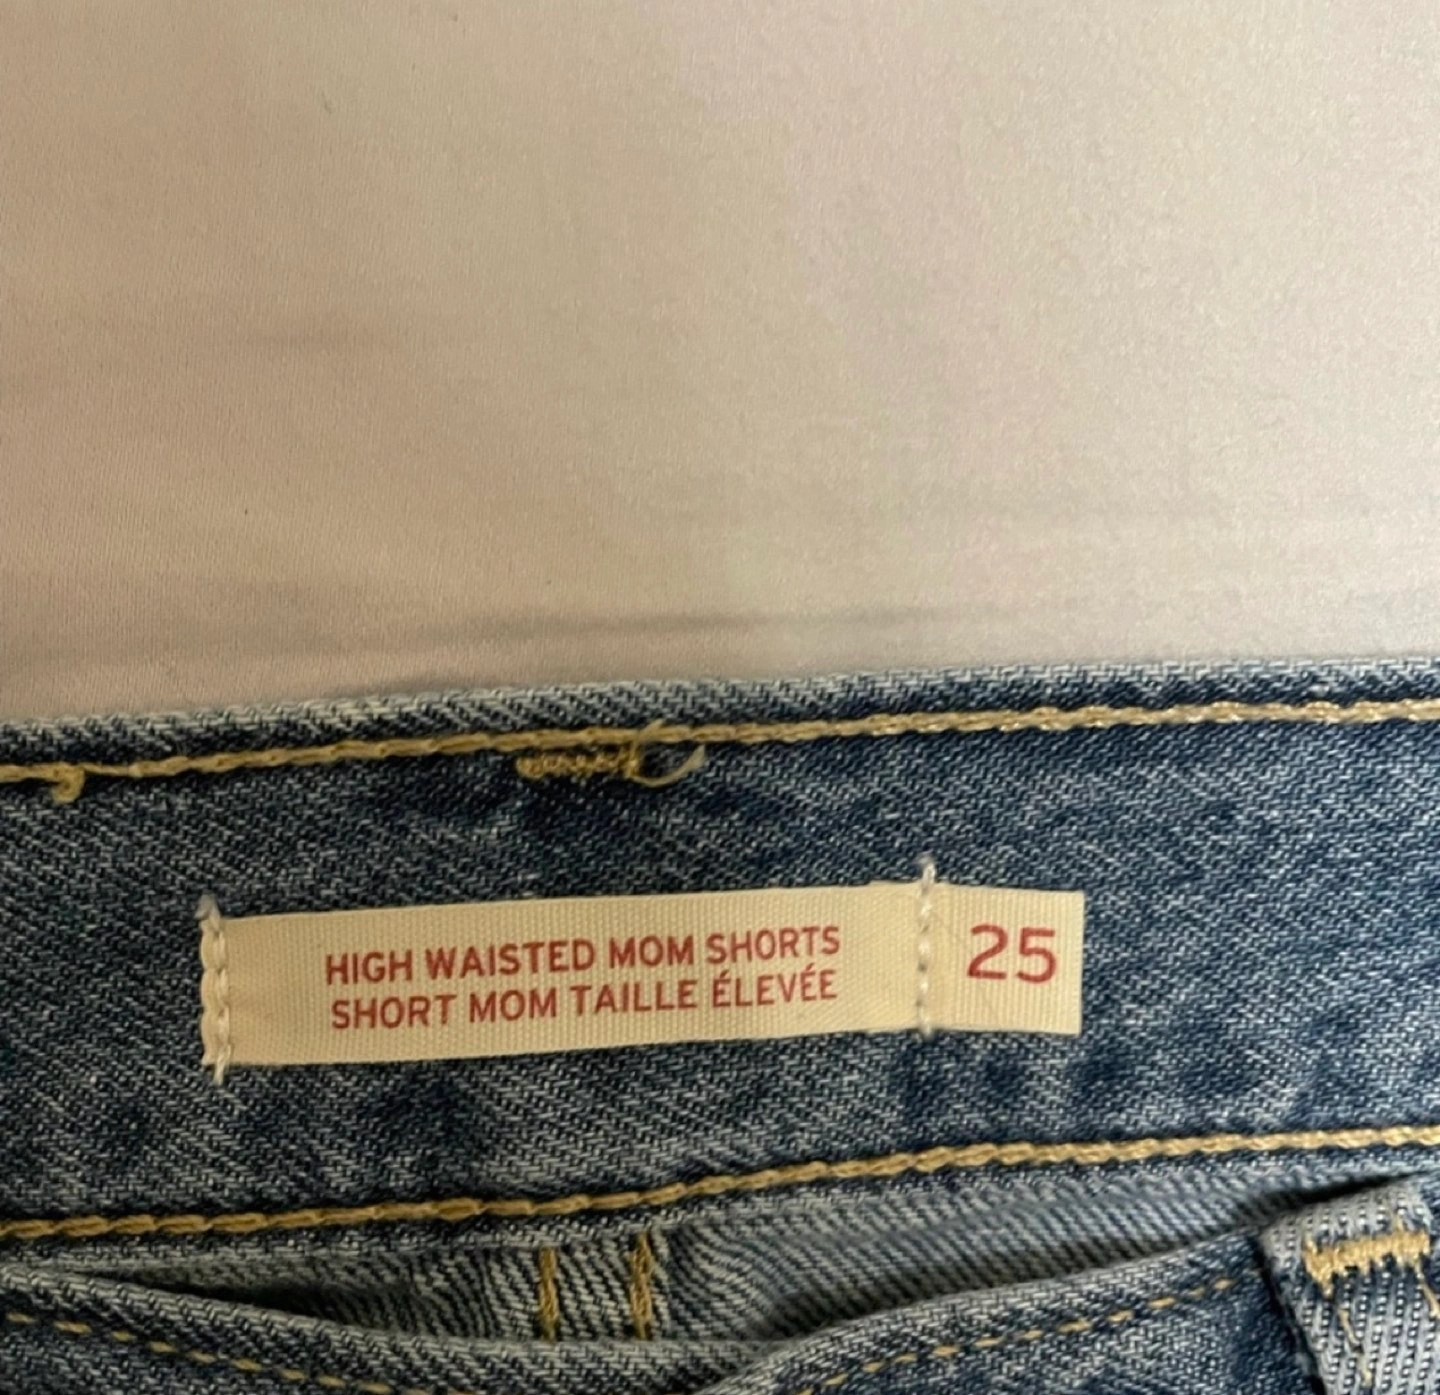 HIGH WAISTED MOM SHORTS
SHORT MOM TAILLE ÉLEVÉE
25